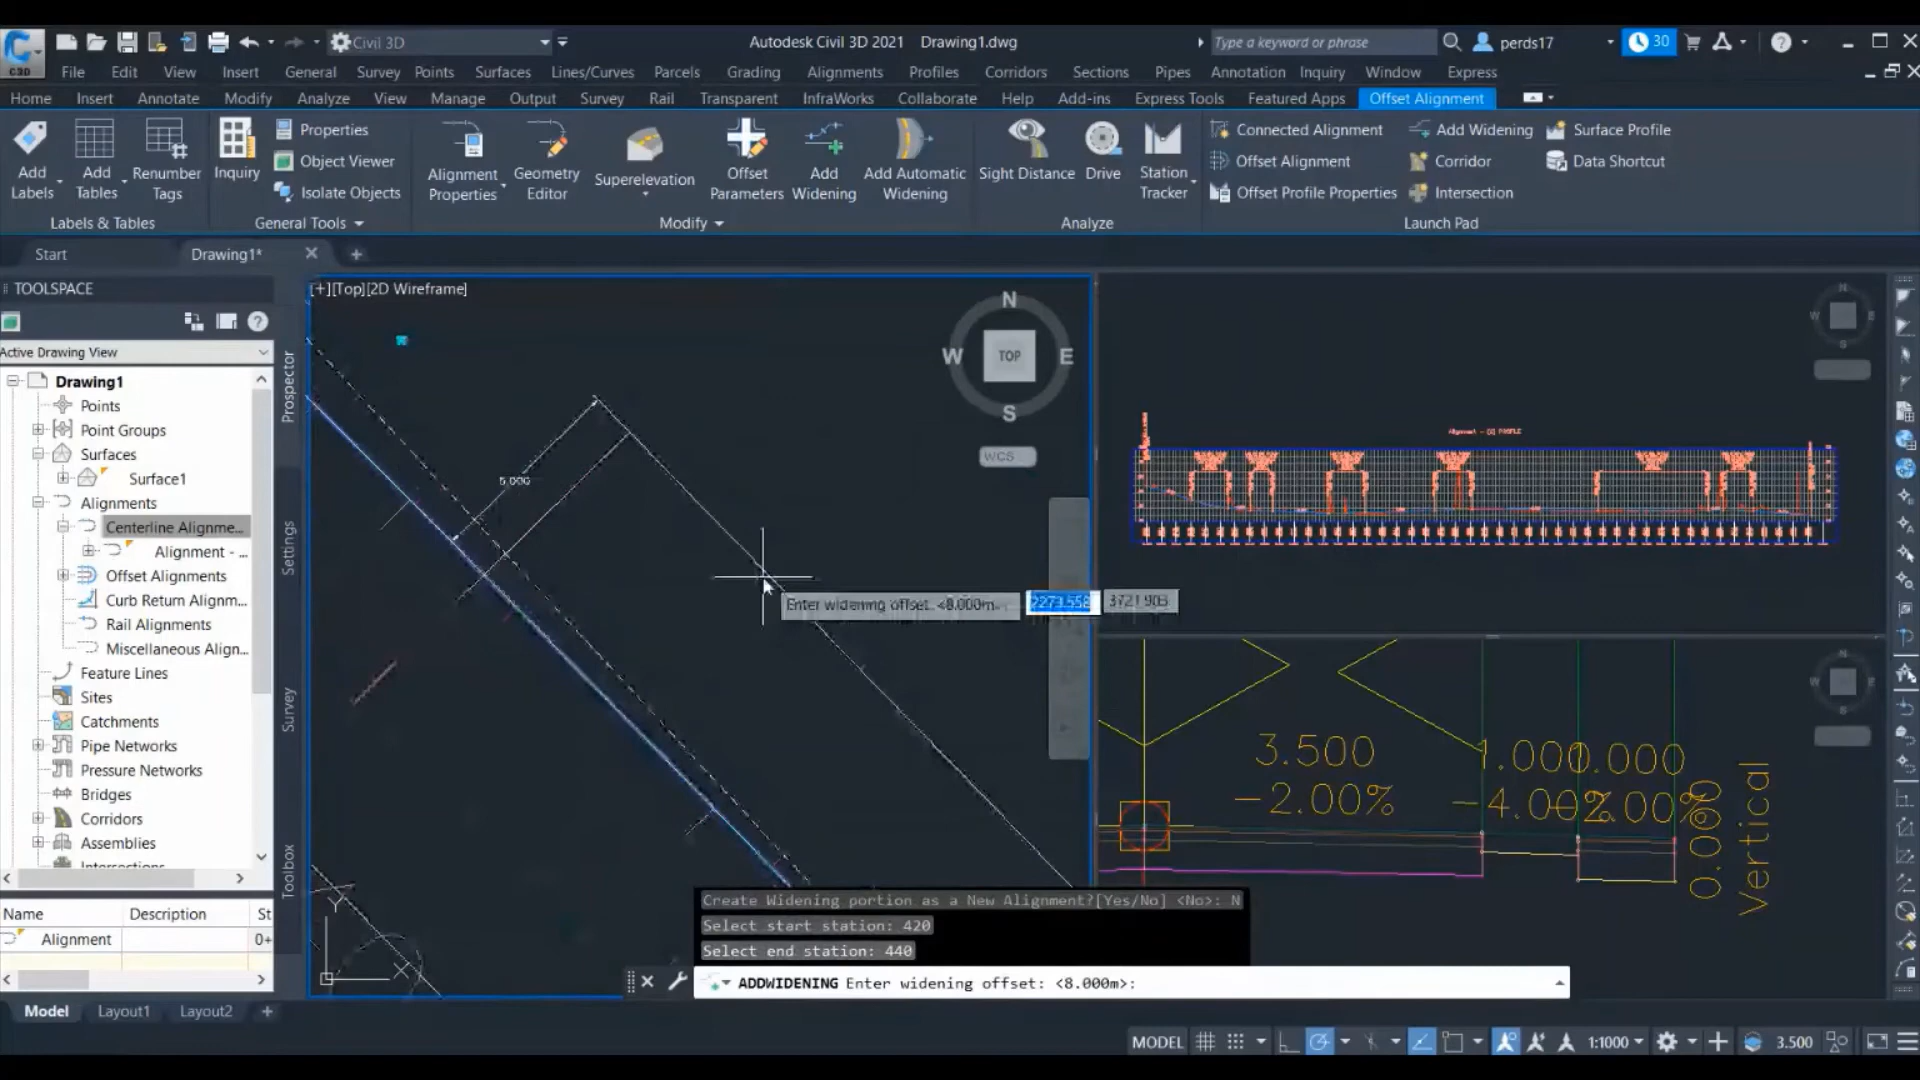 Civil 3D
Autodesk Civil 3D 2021 Drawing1.dwg
Type a keyword or phrase
perds17
30
C3D
File Edit View Insert General Survey Points Surfaces Lines/Curves Parcels Grading Alignments Profiles Corridors Sections Pipes Annotation Inquiry Window Express
Home Insert Annotate Modify Analyze View Manage Output Survey Rail Transparent InfraWorks Collaborate Help Add-ins Express Tools Featured Apps Offset Alignment
Add Labels
Add Tables
Renumber Tags
Inquiry
Properties
Object Viewer
Isolate Objects
Alignment Properties
Geometry Editor
Superelevation
Offset Parameters
Add Widening
Add Automatic Widening
Sight Distance
Drive
Station Tracker
Connected Alignment
Offset Alignment
Offset Profile Properties
Add Widening
Corridor
Intersection
Surface Profile
Data Shortcut
Labels & Tables General Tools Modify Analyze Launch Pad
Start Drawing1*
TOOLSPACE
Active Drawing View
Drawing1
Points
Point Groups
Surfaces
Surface1
Alignments
Centerline Alignme...
Alignment - ...
Offset Alignments
Curb Return Alignm...
Rail Alignments
Miscellaneous Align...
Feature Lines
Sites
Catchments
Pipe Networks
Pressure Networks
Bridges
Corridors
Assemblies
Intersections
Name Description St
Alignment 0+
Prospector
Settings
Survey
Toolbox
[+][Top][2D Wireframe]
N
W TOP E
S
WCS
Enter widening offset: <8.000m> 2273.558 3721.903
Y
X
3.500
-2.00%
0.000
Vertical
Create Widening portion as a New Alignment?[Yes/No] <No>: N
Select start station: 420
Select end station: 440
ADDWIDENING Enter widening offset: <8.000m>:
Model Layout1 Layout2 +
MODEL 1:1000 3.500